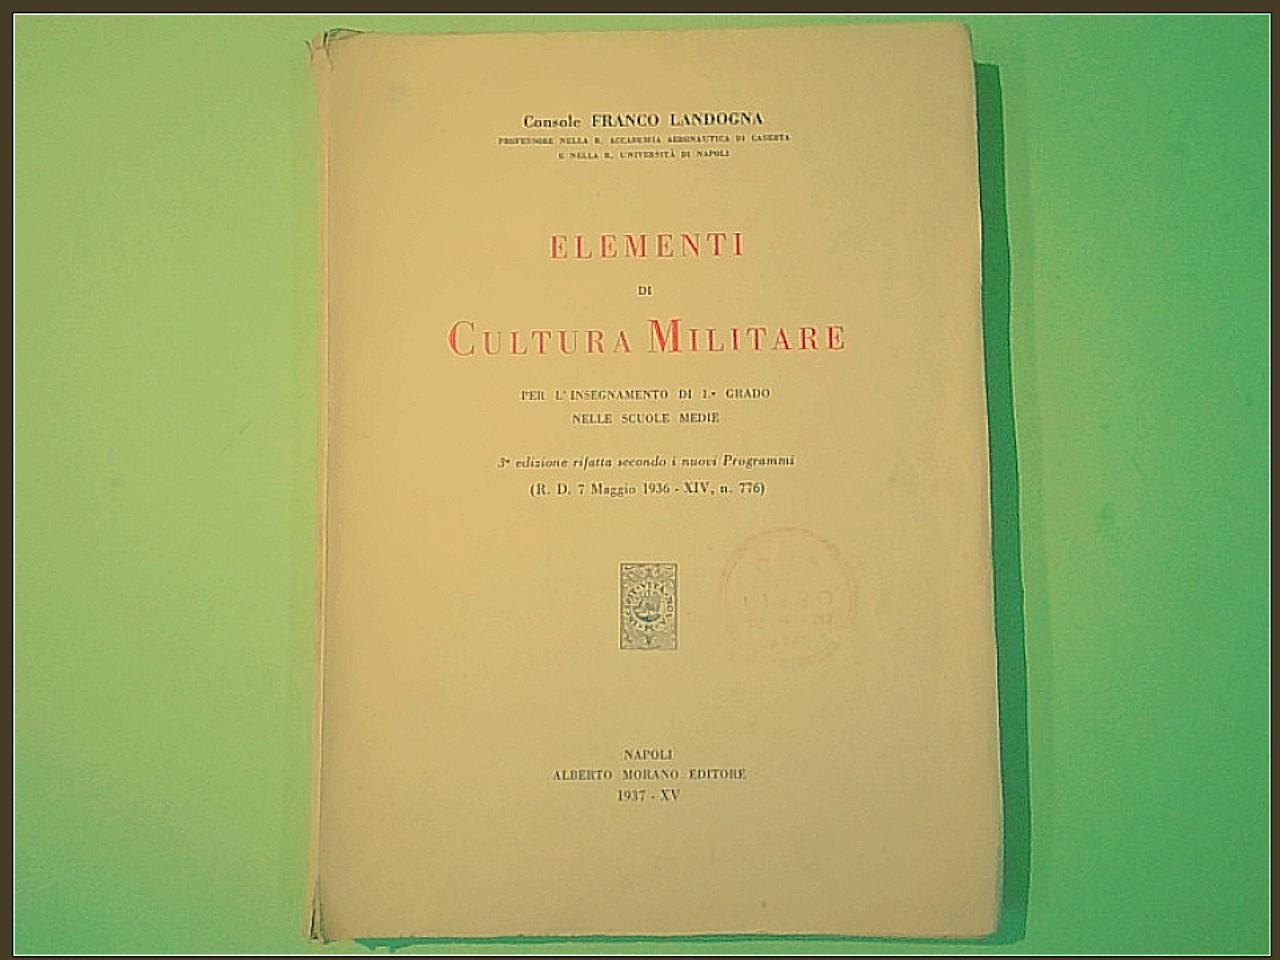 Console FRANCO LANDOGNA
PROFESSORE NELLA R. ACCADEMIA AERONAUTICA DI CASERTA
E NELLA R. UNIVERSITÀ DI NAPOLI
ELEMENTI
DI
CULTURA MILITARE
PER L'INSEGNAMENTO DI 1.º GRADO
NELLE SCUOLE MEDIE
3ª edizione rifatta secondo i nuovi Programmi
(R. D. 7 Maggio 1936 - XIV, n. 776)
NAPOLI
ALBERTO MORANO EDITORE
1937 - XV